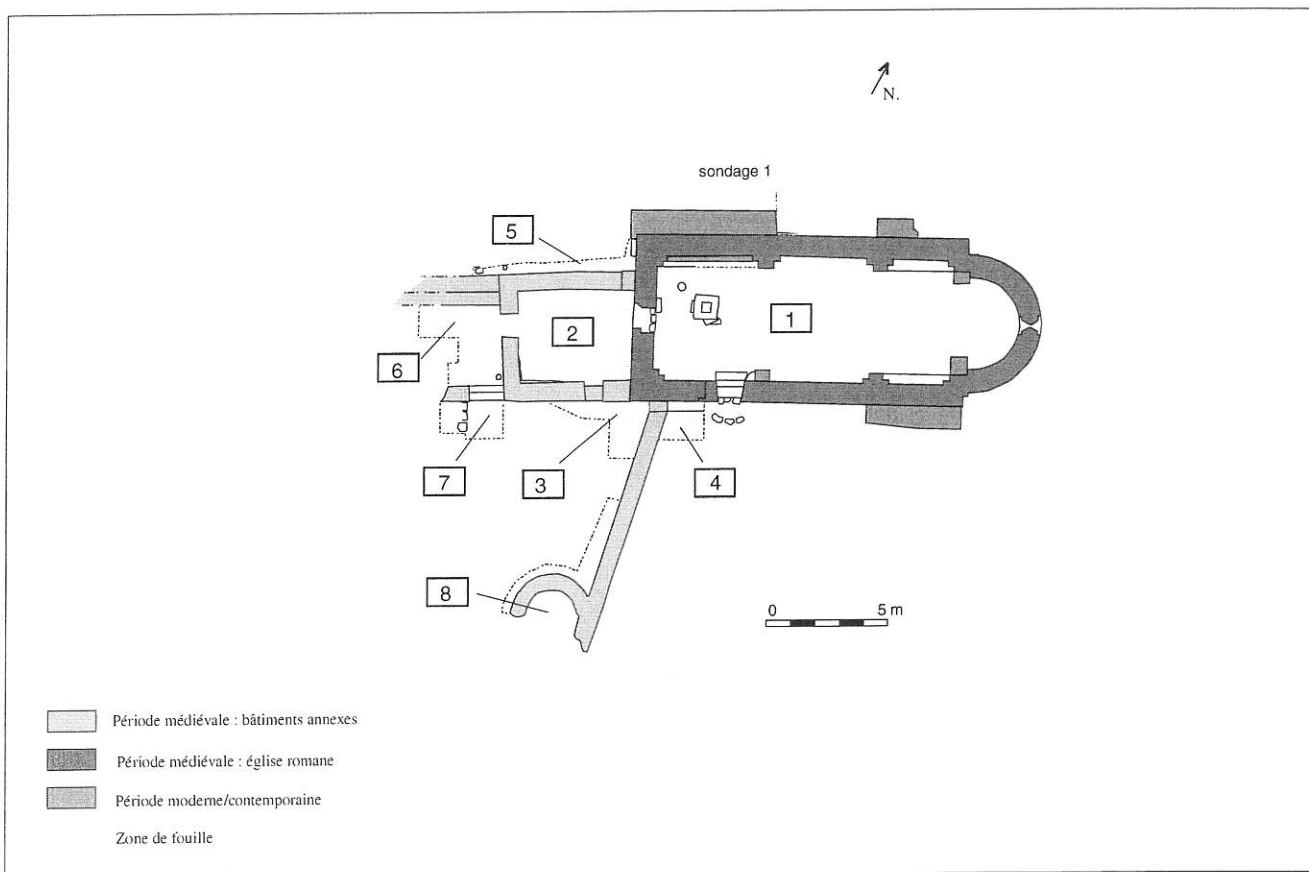 N.
sondage 1
5
1
2
6
7
3
4
8
0 5 m
Période médiévale : bâtiments annexes
Période médiévale : église romane
Période moderne/contemporaine
Zone de fouille